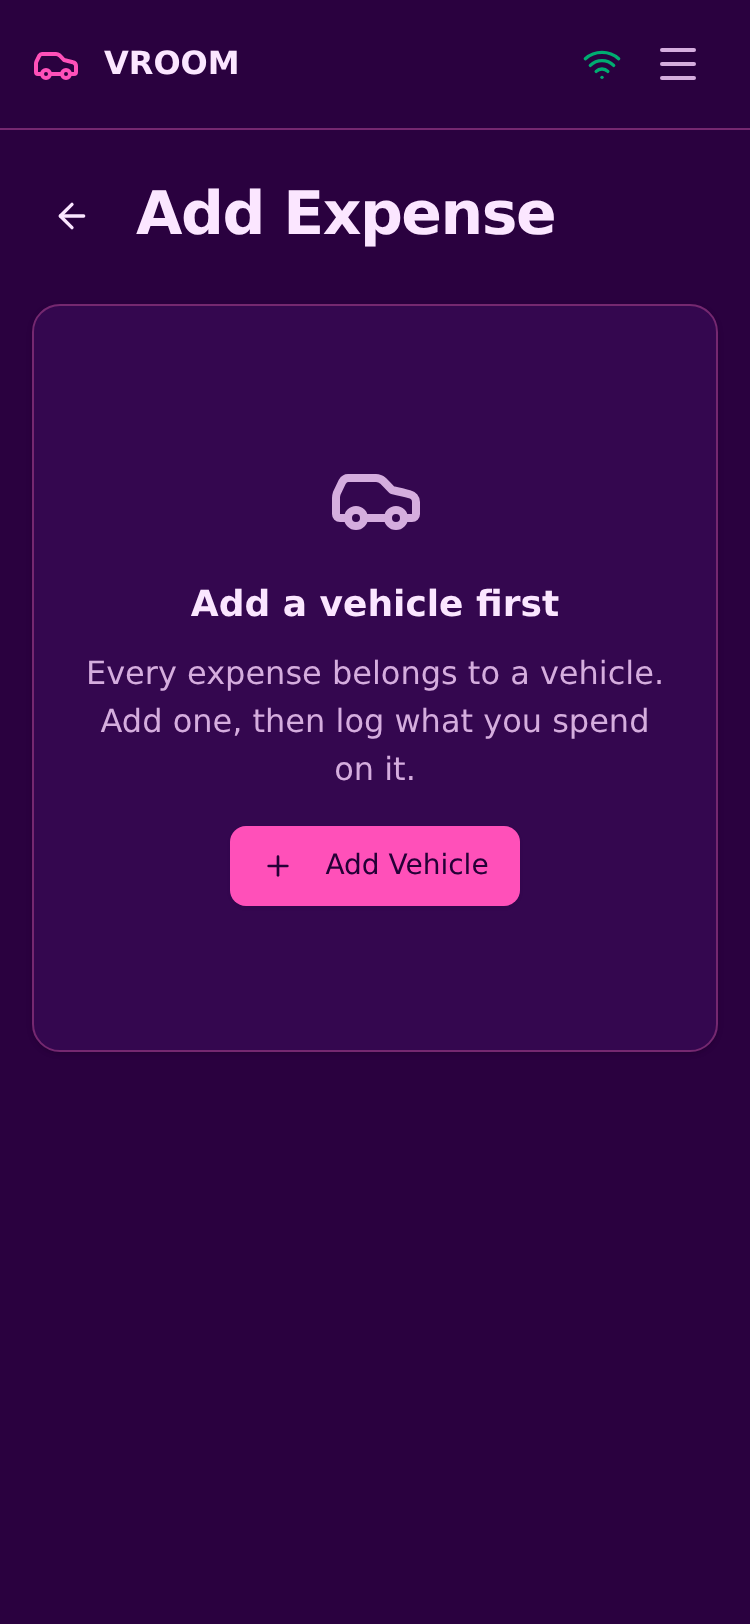 VROOM
Add Expense
Add a vehicle first
Every expense belongs to a vehicle.
Add one, then log what you spend
on it.
Add Vehicle